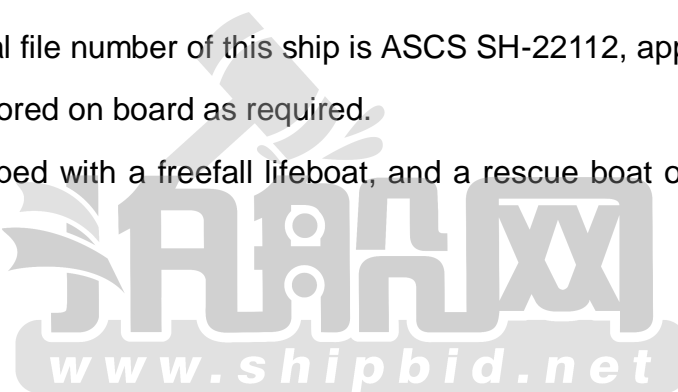 al file number of this ship is ASCS SH-22112, app
ored on board as required.
ped with a freefall lifeboat, and a rescue boat o
www.shipbid.net